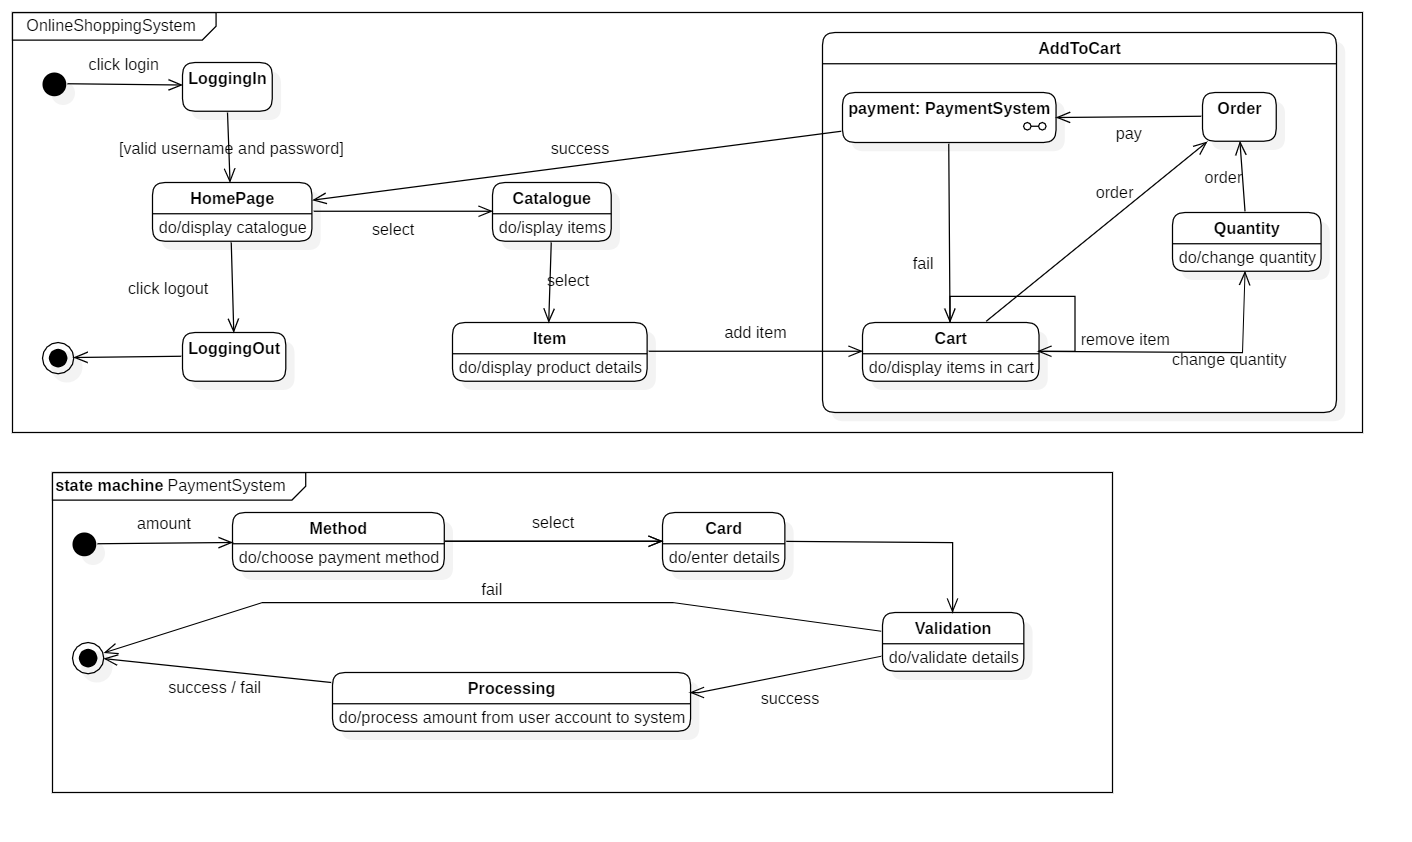 OnlineShoppingSystem
AddToCart
click login
LoggingIn
payment: PaymentSystem
Order
pay
[valid username and password]
success
HomePage
do/display catalogue
select
Catalogue
do/isplay items
order
order
Quantity
do/change quantity
click logout
select
fail
LoggingOut
Item
do/display product details
add item
Cart
do/display items in cart
remove item
change quantity
state machine PaymentSystem
amount
Method
do/choose payment method
select
Card
do/enter details
fail
Validation
do/validate details
success / fail
Processing
do/process amount from user account to system
success